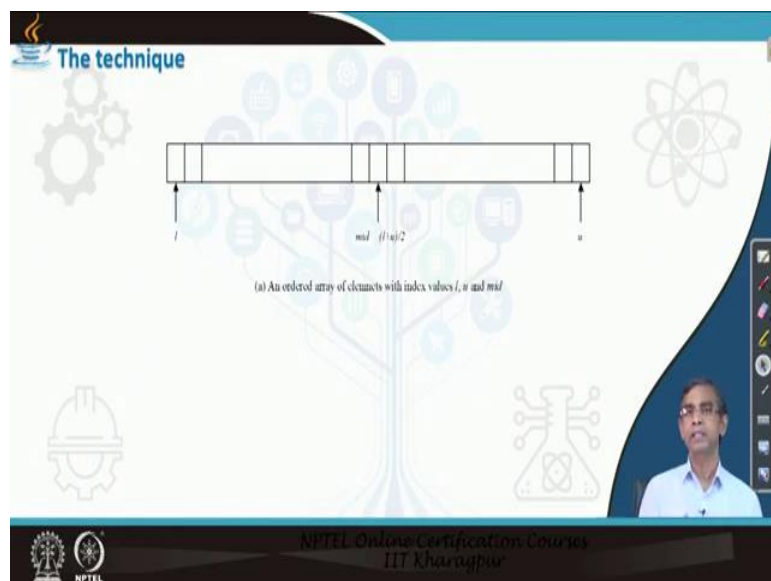 The technique
l
mid (l+u)/2
u
(a) An ordered array of elements with index values l, u and mid
NPTEL Online Certification Courses
IIT Kharagpur
NPTEL